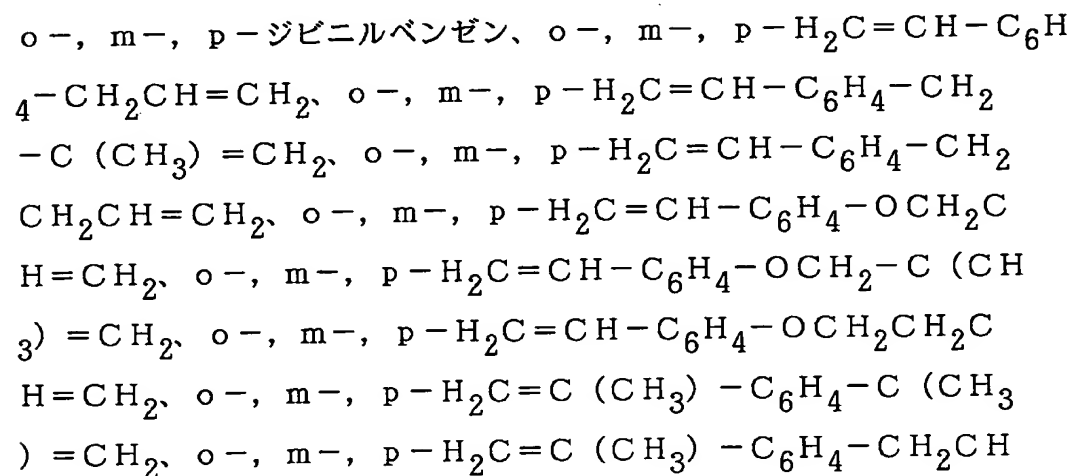 o−, m−, p−ジビニルベンゼン、o−, m−, p−H₂C=CH−C₆H
₄−CH₂CH=CH₂、o−, m−, p−H₂C=CH−C₆H₄−CH₂
−C (CH₃) =CH₂、o−, m−, p−H₂C=CH−C₆H₄−CH₂
CH₂CH=CH₂、o−, m−, p−H₂C=CH−C₆H₄−OCH₂C
H=CH₂、o−, m−, p−H₂C=CH−C₆H₄−OCH₂−C (CH
₃) =CH₂、o−, m−, p−H₂C=CH−C₆H₄−OCH₂CH₂C
H=CH₂、o−, m−, p−H₂C=C (CH₃) −C₆H₄−C (CH₃
) =CH₂、o−, m−, p−H₂C=C (CH₃) −C₆H₄−CH₂CH